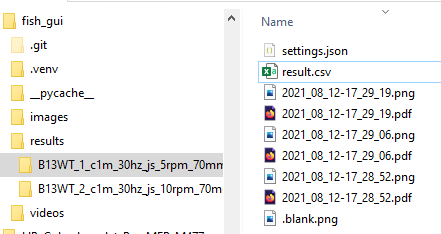 fish_gui
.git
.venv
__pycache__
images
results
B13WT_1_c1m_30hz_js_5rpm_70mm
B13WT_2_c1m_30hz_js_10rpm_70m
videos
Name
settings.json
result.csv
2021_08_12-17_29_19.png
2021_08_12-17_29_19.pdf
2021_08_12-17_29_06.png
2021_08_12-17_29_06.pdf
2021_08_12-17_28_52.png
2021_08_12-17_28_52.pdf
.blank.png